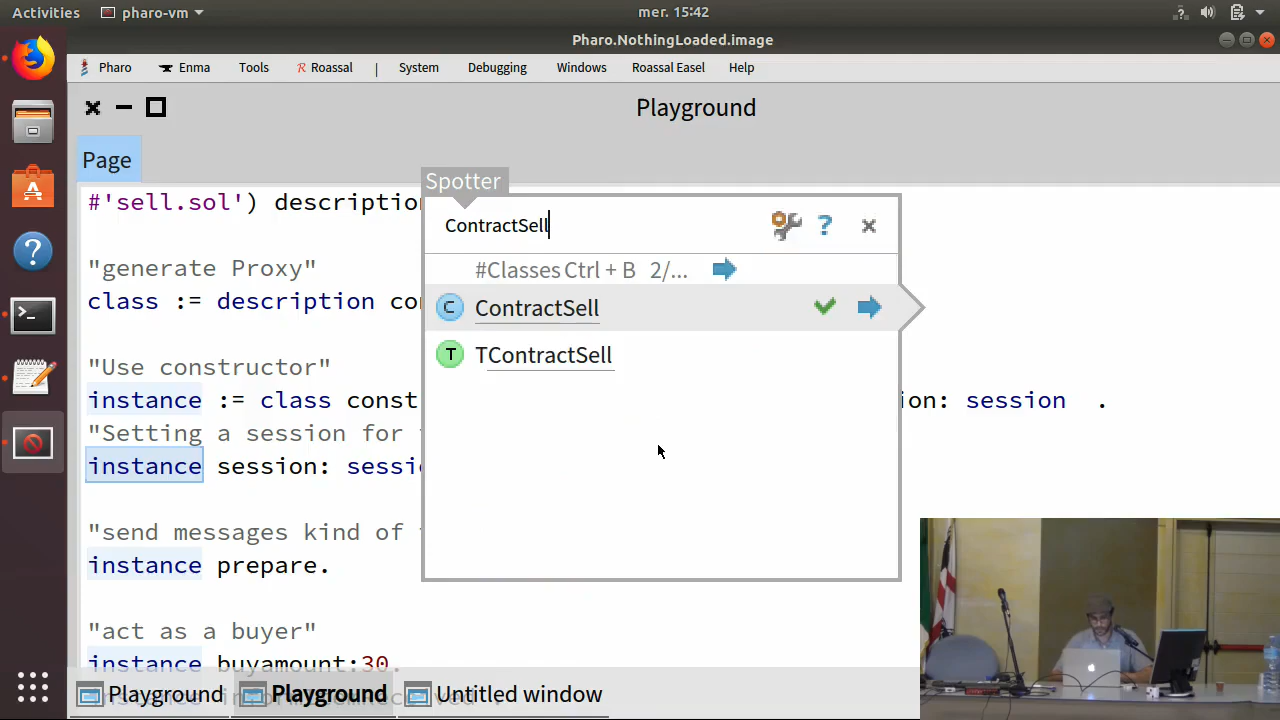 Activities pharo-vm mer. 15:42
Pharo.NothingLoaded.image
Pharo Enma Tools Roassal | System Debugging Windows Roassal Easel Help
Playground
Page
Spotter
#'sell.sol') description
ContractSell
"generate Proxy"
#Classes Ctrl + B 2/...
class := description con
ContractSell
"Use constructor"
TContractSell
instance := class const on: session .
"Setting a session for
instance session: sessi
"send messages kind of
instance prepare.
"act as a buyer"
instance buyamount:30.
Playground Playground Untitled window